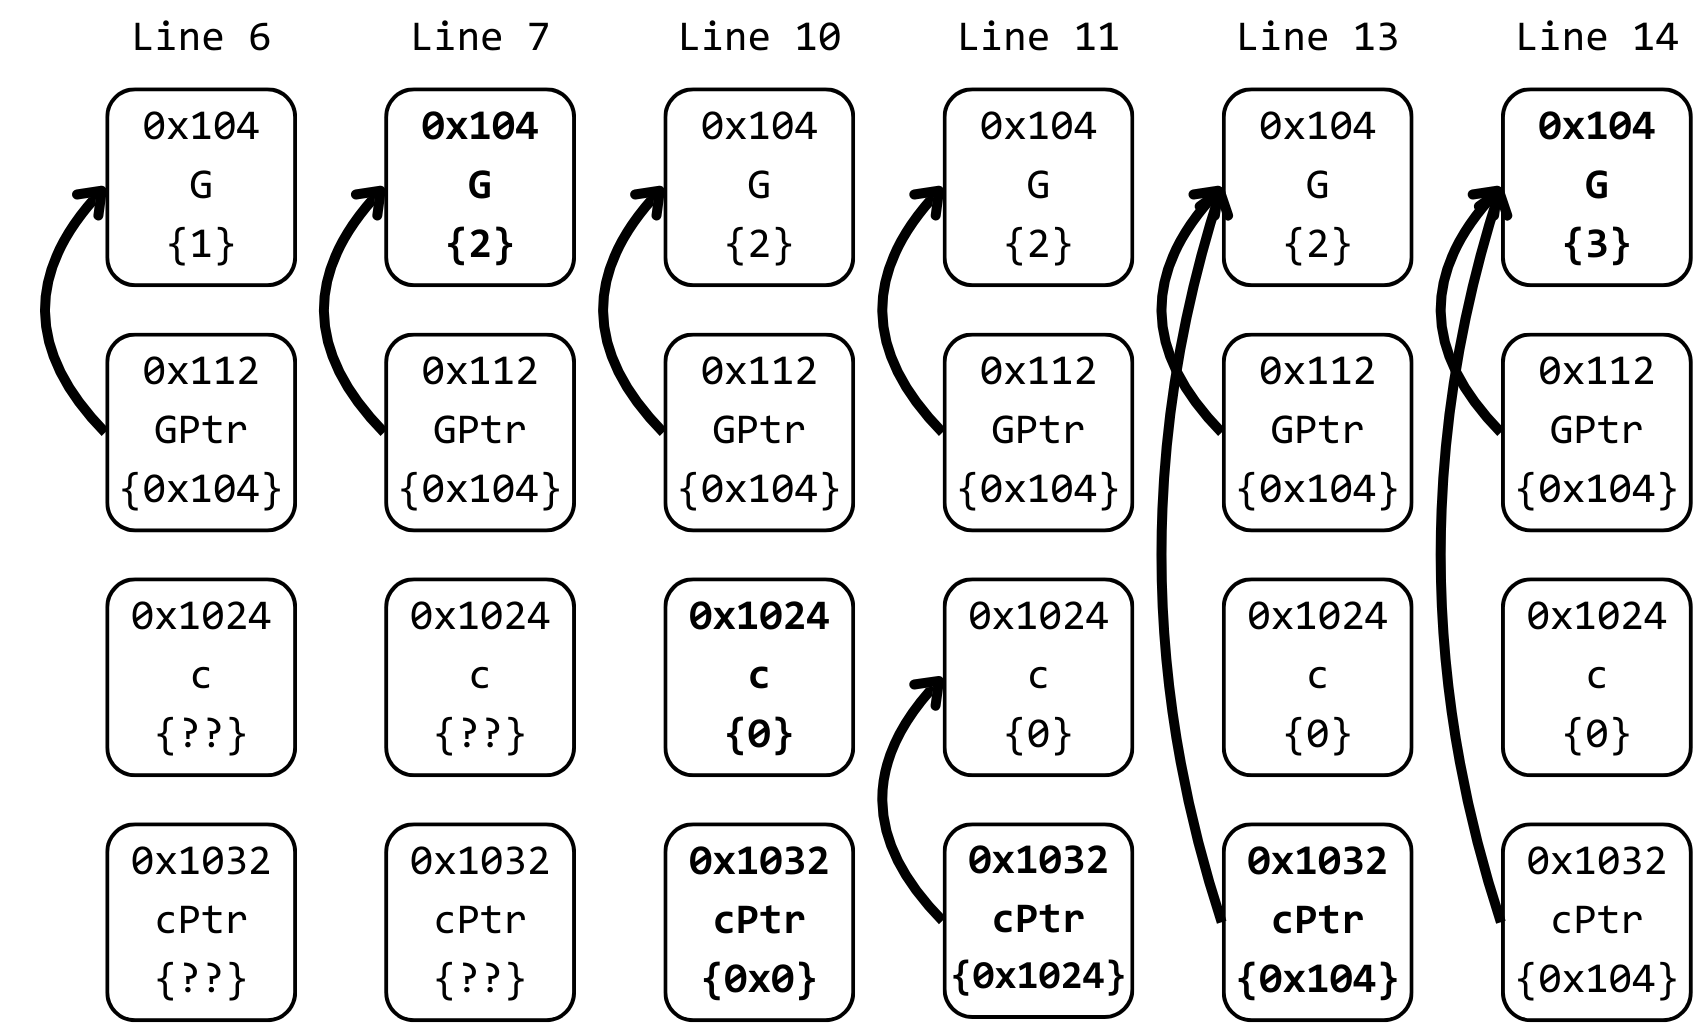 Line 6 Line 7 Line 10 Line 11 Line 13 Line 14
0x104 0x104 0x104 0x104 0x104 0x104
G G G G G G
{1} {2} {2} {2} {2} {3}
0x112 0x112 0x112 0x112 0x112 0x112
GPtr GPtr GPtr GPtr GPtr GPtr
{0x104} {0x104} {0x104} {0x104} {0x104} {0x104}
0x1024 0x1024 0x1024 0x1024 0x1024 0x1024
c c c c c c
{??} {??} {0} {0} {0} {0}
0x1032 0x1032 0x1032 0x1032 0x1032 0x1032
cPtr cPtr cPtr cPtr cPtr cPtr
{??} {??} {0x0} {0x1024} {0x104} {0x104}